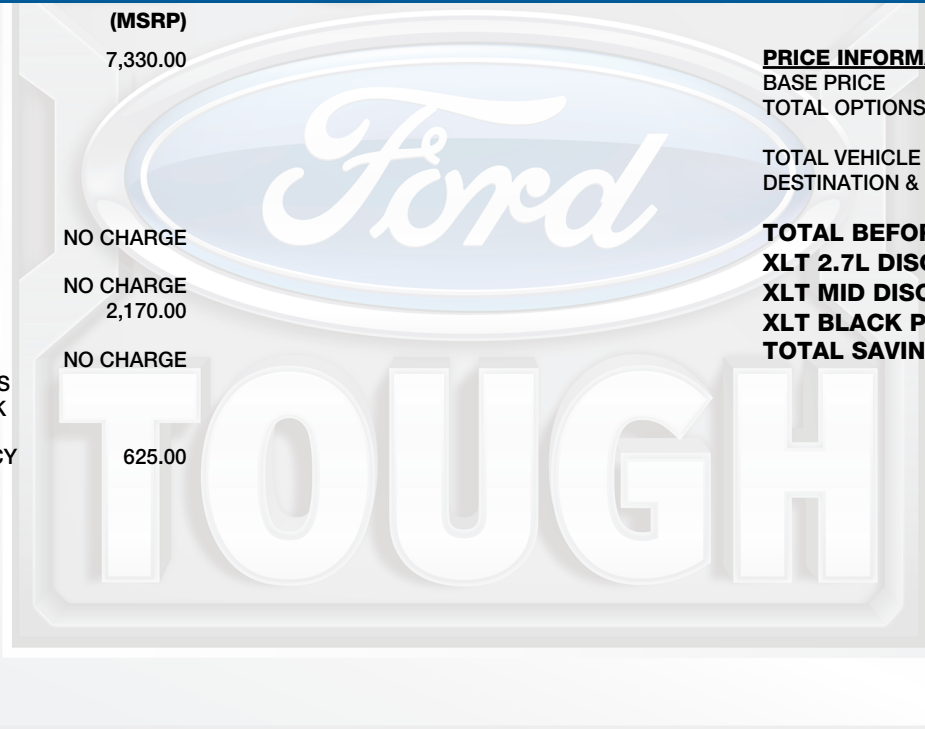 (MSRP)
7,330.00
NO CHARGE
NO CHARGE
2,170.00
NO CHARGE
S
K
CY
625.00
PRICE INFORMA
BASE PRICE
TOTAL OPTIONS
TOTAL VEHICLE
DESTINATION &
TOTAL BEFOR
XLT 2.7L DISC
XLT MID DISC
XLT BLACK P
TOTAL SAVIN
Ford
TOUGH